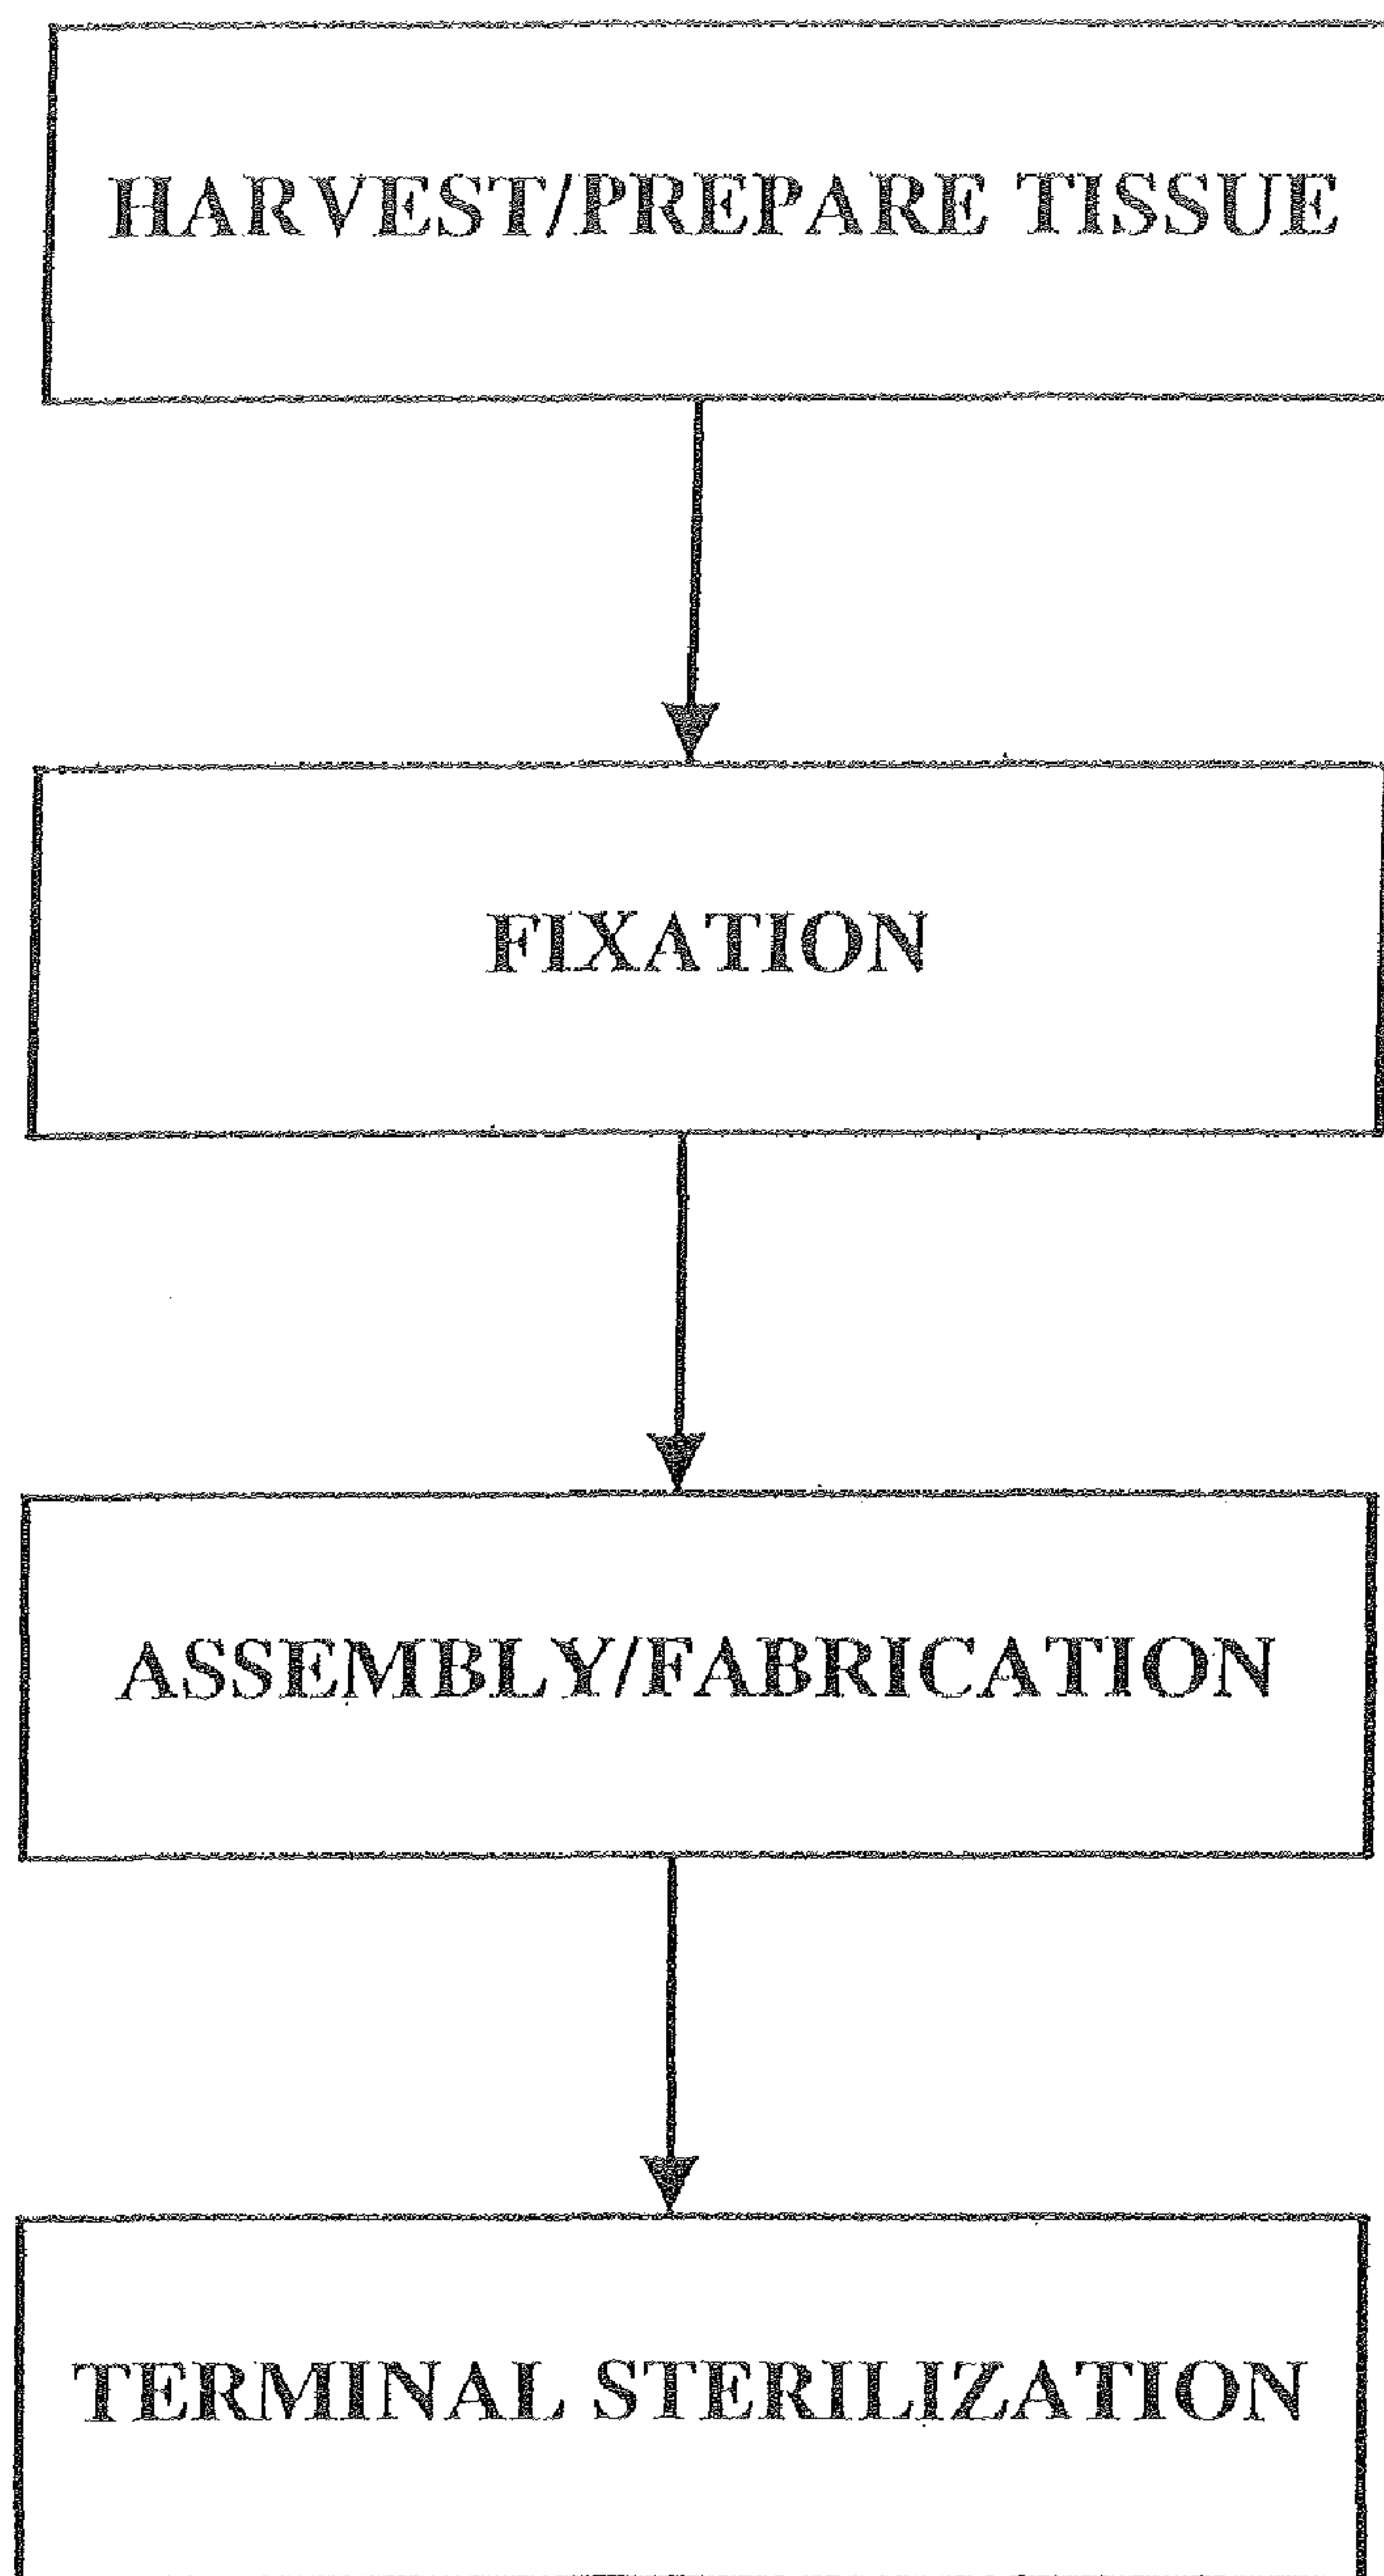 HARVEST/PREPARE TISSUE
FIXATION
ASSEMBLY/FABRICATION
TERMINAL STERILIZATION